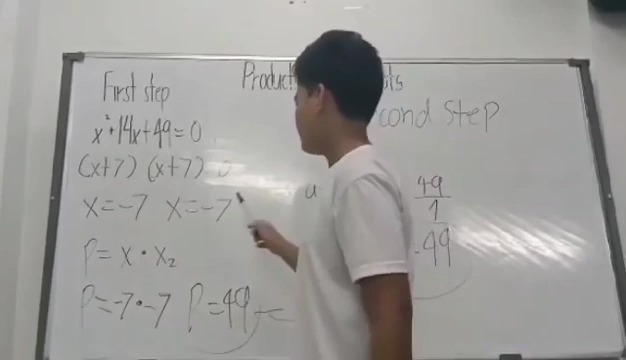 Product
First step
x²+14x+49=0
(x+7) (x+7) 0
x=-7 x=-7
P=x·x₂
P=-7·-7 P=49
cond Step
49
1
49